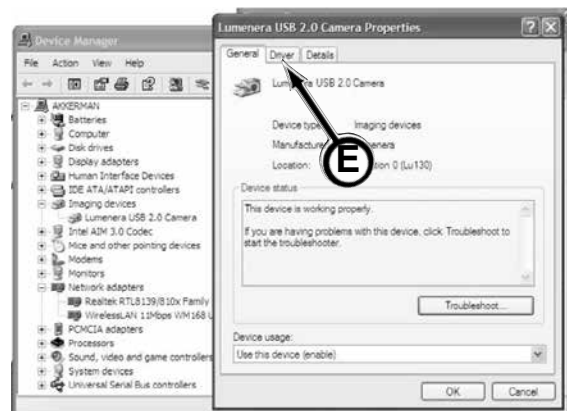 Device Manager
File Action View Help
AKKERMAN
Batteries
Computer
Disk drives
Display adapters
Human Interface Devices
IDE ATA/ATAPI controllers
Imaging devices
Lumenera USB 2.0 Camera
Intel AIM 3.0 Codec
Mice and other pointing devices
Modems
Monitors
Network adapters
Realtek RTL8139/810x Family
WirelessLAN 11Mbps WM168
PCMCIA adapters
Processors
Sound, video and game controllers
System devices
Universal Serial Bus controllers
Lumenera USB 2.0 Camera Properties
General Driver Details
USB 2.0 Camera
Device type: Imaging devices
Manufacture
Location: 0 (Lu130)
E
Device status
This device is working properly.
If you are having problems with this device, click Troubleshoot to
start the troubleshooter.
Troubleshoot...
Device usage:
Use this device (enable)
OK Cancel